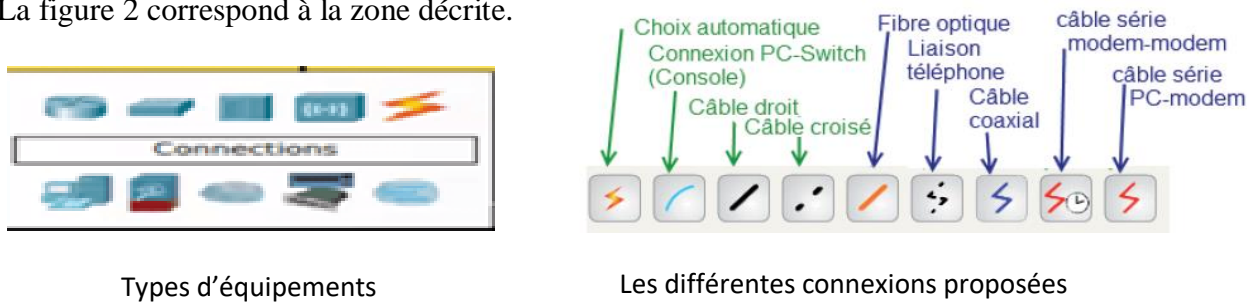 La figure 2 correspond à la zone décrite.
Connections
Choix automatique
Connexion PC-Switch
(Console)
Câble droit
Câble croisé
Fibre optique
Liaison
téléphone
Câble
coaxial
câble série
modem-modem
câble série
PC-modem
Types d'équipements
Les différentes connexions proposées